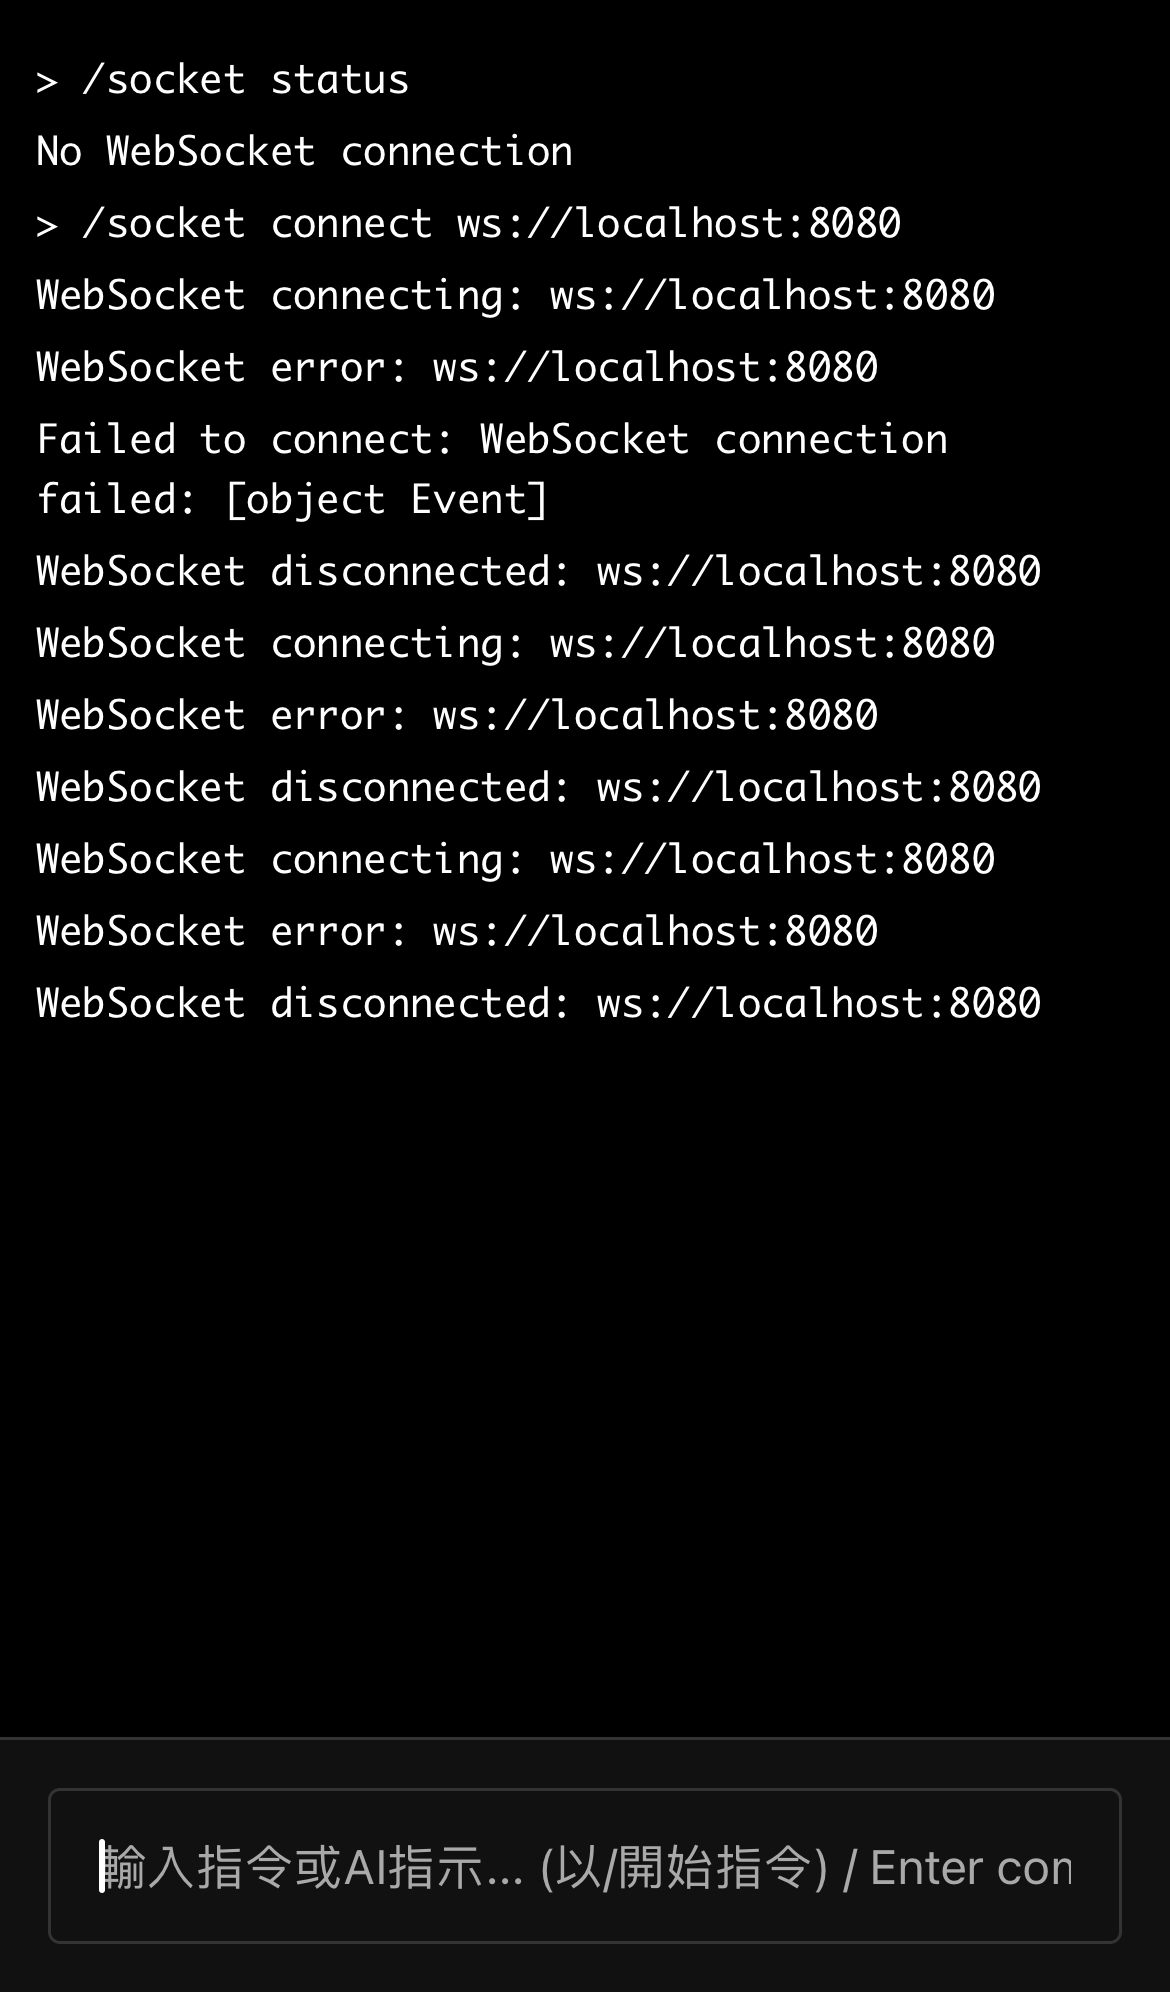 > /socket status
No WebSocket connection
> /socket connect ws://localhost:8080
WebSocket connecting: ws://localhost:8080
WebSocket error: ws://localhost:8080
Failed to connect: WebSocket connection
failed: [object Event]
WebSocket disconnected: ws://localhost:8080
WebSocket connecting: ws://localhost:8080
WebSocket error: ws://localhost:8080
WebSocket disconnected: ws://localhost:8080
WebSocket connecting: ws://localhost:8080
WebSocket error: ws://localhost:8080
WebSocket disconnected: ws://localhost:8080
輸入指令或AI指示... (以/開始指令) / Enter